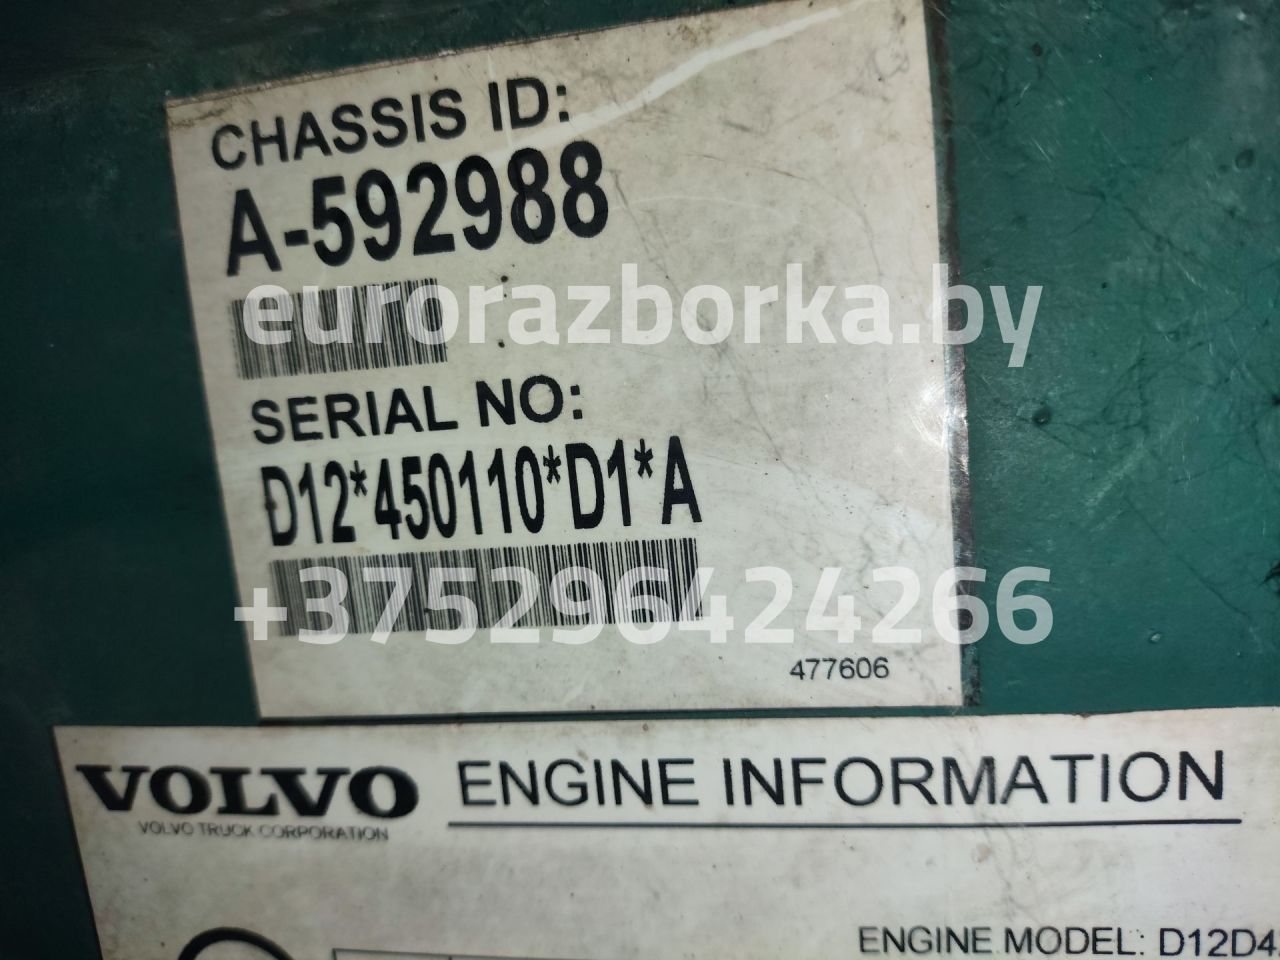 CHASSIS ID:
A-592988
eurorazborka.by
SERIAL NO:
D12*450110*D1*A
+375296424266
477606
VOLVO ENGINE INFORMATION
VOLVO TRUCK CORPORATION
ENGINE MODEL: